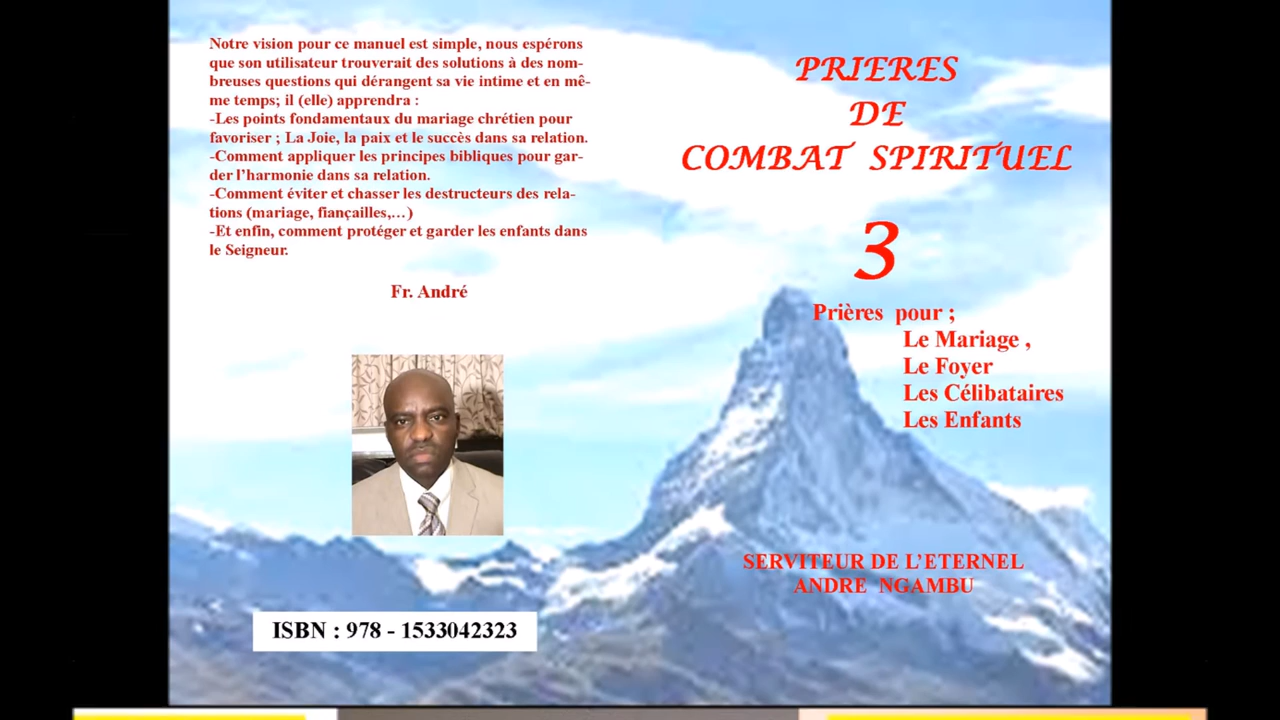 Notre vision pour ce manuel est simple, nous espérons
que son utilisateur trouverait des solutions à des nom-
breuses questions qui dérangent sa vie intime et en mê-
me temps; il (elle) apprendra :
-Les points fondamentaux du mariage chrétien pour
favoriser ; La Joie, la paix et le succès dans sa relation.
-Comment appliquer les principes bibliques pour gar-
der l’harmonie dans sa relation.
-Comment éviter et chasser les destructeurs des rela-
tions (mariage, fiançailles,…)
-Et enfin, comment protéger et garder les enfants dans
le Seigneur.
Fr. André
ISBN : 978 - 1533042323
PRIERES
DE
COMBAT SPIRITUEL
3
Prières pour ;
Le Mariage ,
Le Foyer
Les Célibataires
Les Enfants
SERVITEUR DE L’ETERNEL
ANDRE NGAMBU